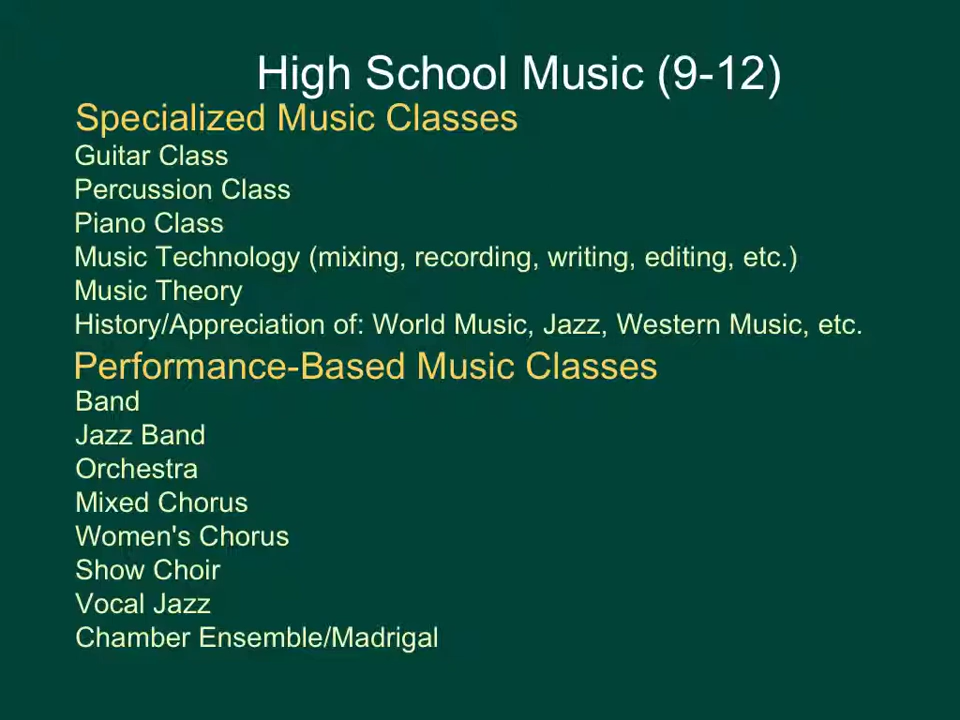 High School Music (9-12)
Specialized Music Classes
Guitar Class
Percussion Class
Piano Class
Music Technology (mixing, recording, writing, editing, etc.)
Music Theory
History/Appreciation of: World Music, Jazz, Western Music, etc.
Performance-Based Music Classes
Band
Jazz Band
Orchestra
Mixed Chorus
Women's Chorus
Show Choir
Vocal Jazz
Chamber Ensemble/Madrigal